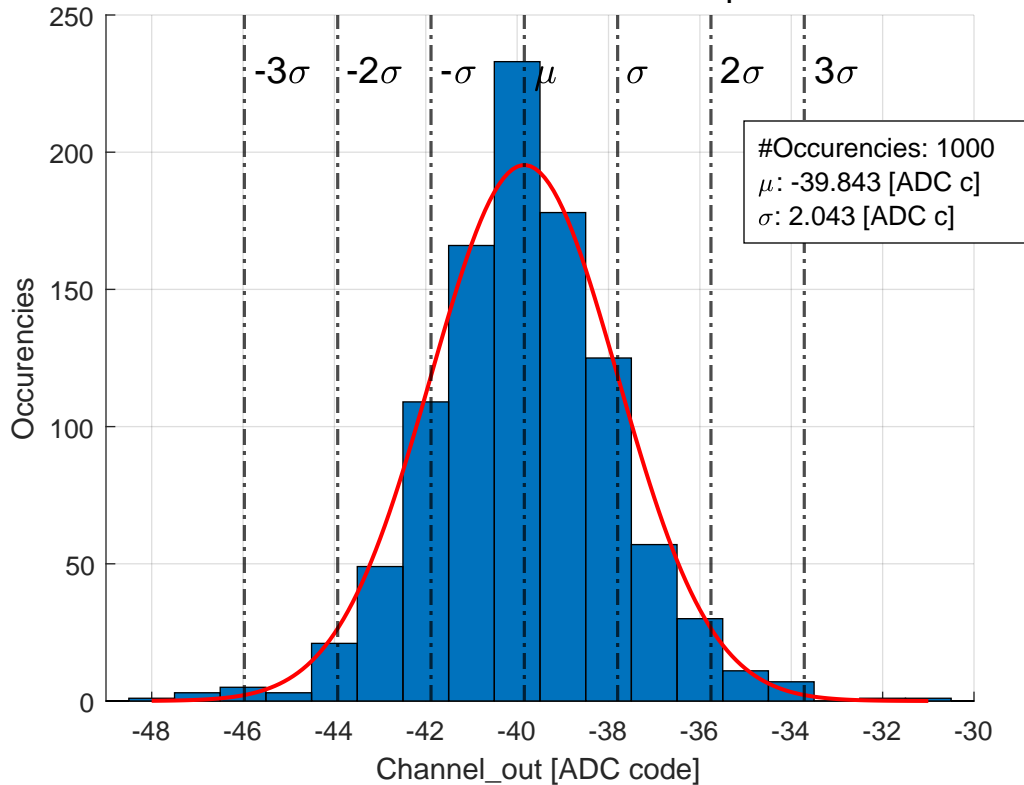 250
200
150
100
50
0
-3σ
-2σ
-σ
μ
σ
2σ
3σ
#Occurencies: 1000
μ: -39.843 [ADC c]
σ: 2.043 [ADC c]
Occurencies
-48
-46
-44
-42
-40
-38
-36
-34
-32
-30
Channel_out [ADC code]